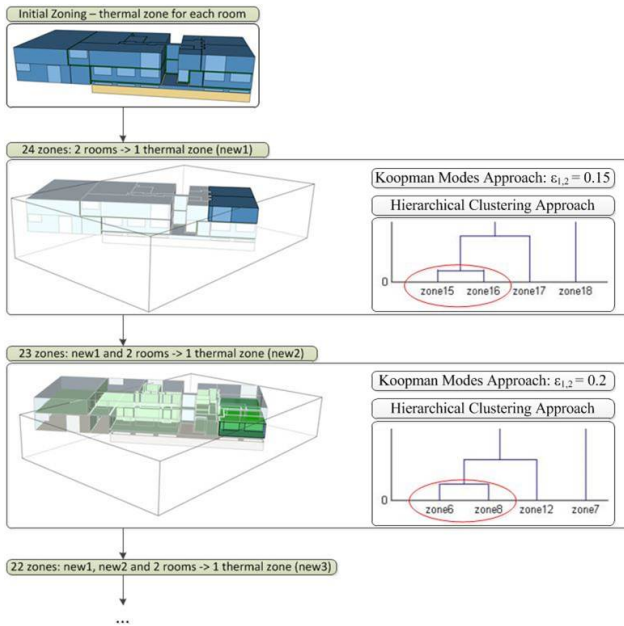 Initial Zoning – thermal zone for each room
24 zones: 2 rooms -> 1 thermal zone (new1)
Koopman Modes Approach: ε1,2 = 0.15
Hierarchical Clustering Approach
0
zone15 zone16 zone17 zone18
23 zones: new1 and 2 rooms -> 1 thermal zone (new2)
Koopman Modes Approach: ε1,2 = 0.2
Hierarchical Clustering Approach
0
zone6 zone8 zone12 zone7
22 zones: new1, new2 and 2 rooms -> 1 thermal zone (new3)
...